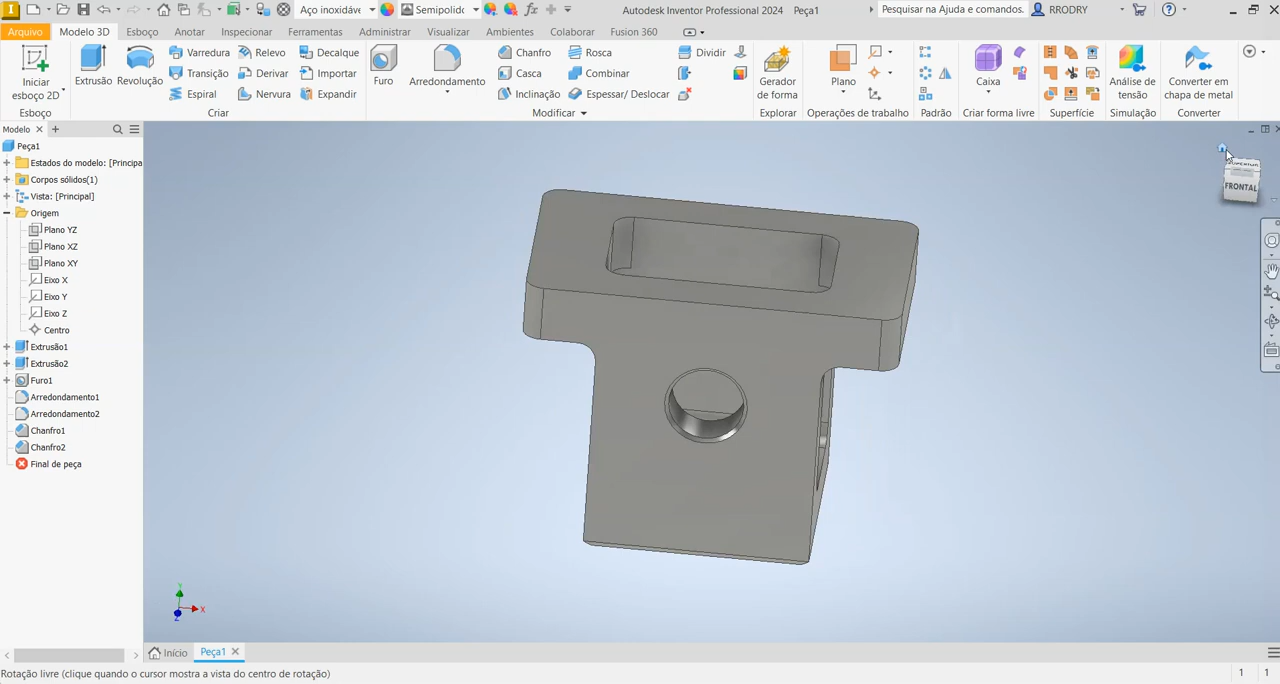 Aço inoxidáve Semipolido Autodesk Inventor Professional 2024 Peça1 Pesquisar na Ajuda e comandos. RRODRY
Arquivo Modelo 3D Esboço Anotar Inspecionar Ferramentas Administrar Visualizar Ambientes Colaborar Fusion 360
Iniciar
esboço 2D
Esboço
Extrusão Revolução
Varredura Relevo Decalque
Transição Derivar Importar
Espiral Nervura Expandir
Criar
Furo Arredondamento
Chanfro Rosca Dividir
Casca Combinar
Inclinação Espessar/ Deslocar
Modificar
Gerador
de forma
Explorar
Plano
Operações de trabalho
Padrão
Caixa
Criar forma livre
Superfície
Análise de
tensão
Simulação
Converter em
chapa de metal
Converter
Modelo
Peça1
Estados do modelo: [Principa
Corpos sólidos(1)
Vista: [Principal]
Origem
Plano YZ
Plano XZ
Plano XY
Eixo X
Eixo Y
Eixo Z
Centro
Extrusão1
Extrusão2
Furo1
Arredondamento1
Arredondamento2
Chanfro1
Chanfro2
Final de peça
FRONTAL
Y
X
Z
Início Peça1
Rotação livre (clique quando o cursor mostra a vista do centro de rotação) 1 1